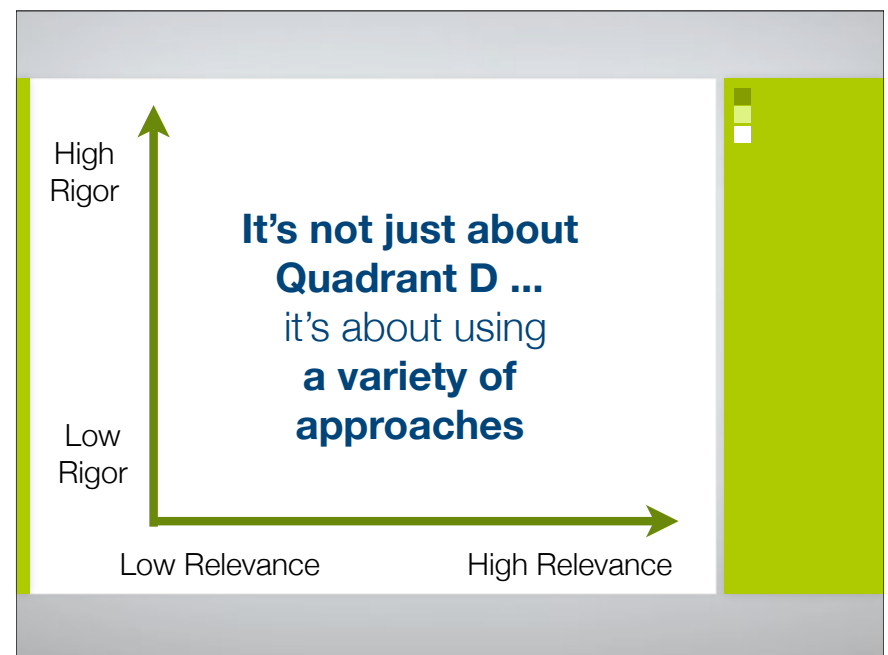 High
Rigor
It’s not just about
Quadrant D ...
it’s about using
a variety of
approaches
Low
Rigor
Low Relevance
High Relevance